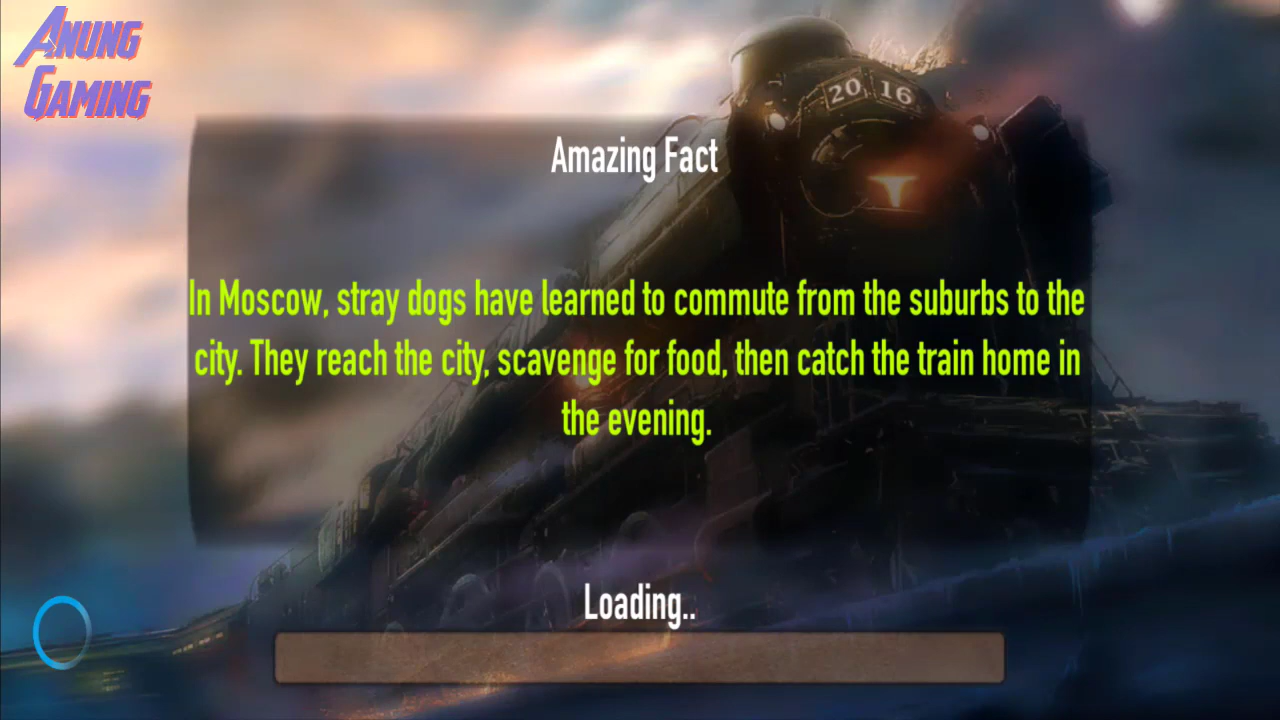 Anung
Gaming
20 16
Amazing Fact
In Moscow, stray dogs have learned to commute from the suburbs to the
city. They reach the city, scavenge for food, then catch the train home in
the evening.
Loading..